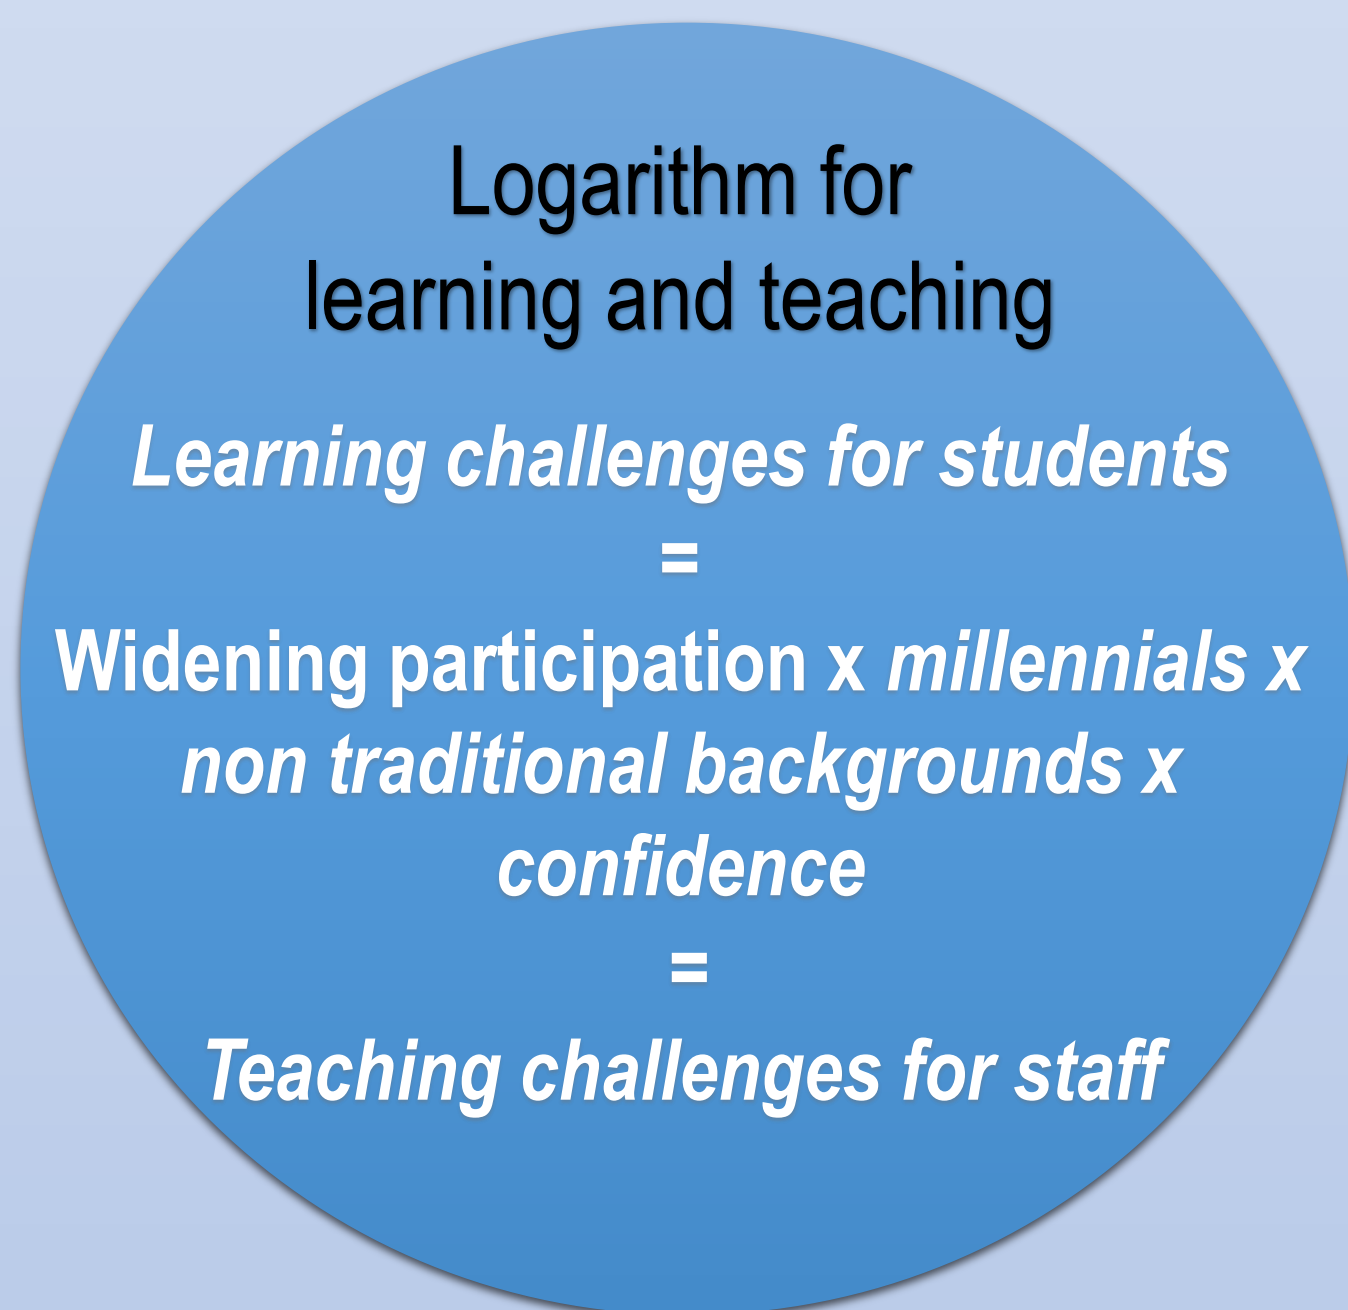 Logarithm for
learning and teaching
Learning challenges for students
=
Widening participation x millennials x
non traditional backgrounds x
confidence
=
Teaching challenges for staff